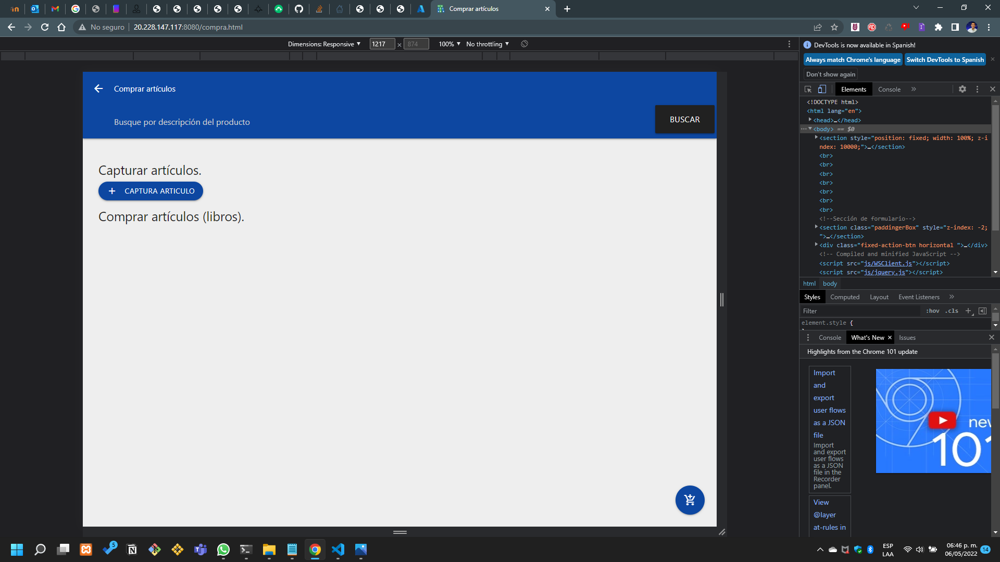 Comprar artículos
No seguro
20.228.147.117:8080/compra.html
Dimensions: Responsive
1217
×
874
100%
No throttling
DevTools is now available in Spanish!
Always match Chrome's language
Switch DevTools to Spanish
Don't show again
Elements
Console
Comprar artículos
Busque por descripción del producto
BUSCAR
Capturar artículos.
CAPTURA ARTICULO
Comprar artículos (libros).
<!DOCTYPE html>
<html lang="en">
<head>…</head>
<body> == $0
<section style="position: fixed; width: 100%; z-i
ndex: 10000;">…</section>
<br>
<br>
<br>
<br>
<br>
<br>
<br>
<!--Sección de formulario-->
<section class="paddingerBox" style="z-index: -2;
">…</section>
<div class="fixed-action-btn horizontal ">…</div>
<!-- Compiled and minified JavaScript -->
<script src="js/WSClient.js"></script>
<script src="js/jquery.js"></script>
html
body
Styles
Computed
Layout
Event Listeners
Filter
:hov
.cls
element.style {
Console
What's New
Issues
Highlights from the Chrome 101 update
Import
and
export
user flows
as a JSON
file
Import
and export
user flows
as a JSON
file in the
Recorder
panel.
new
101
View
@layer
at-rules in
5
ESP
LAA
06:46 p. m.
06/05/2022
14